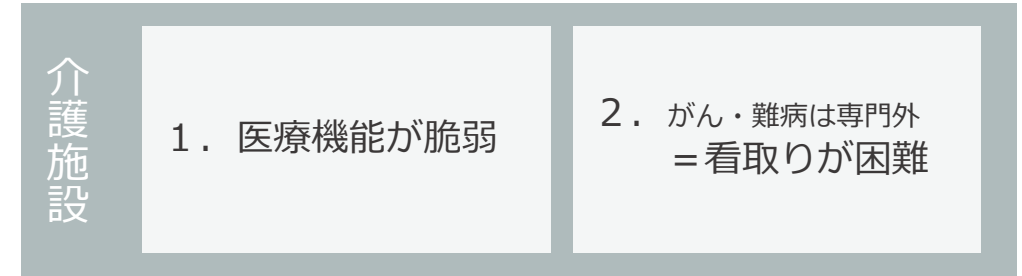 介護施設
１．医療機能が脆弱
２．がん・難病は専門外
＝看取りが困難